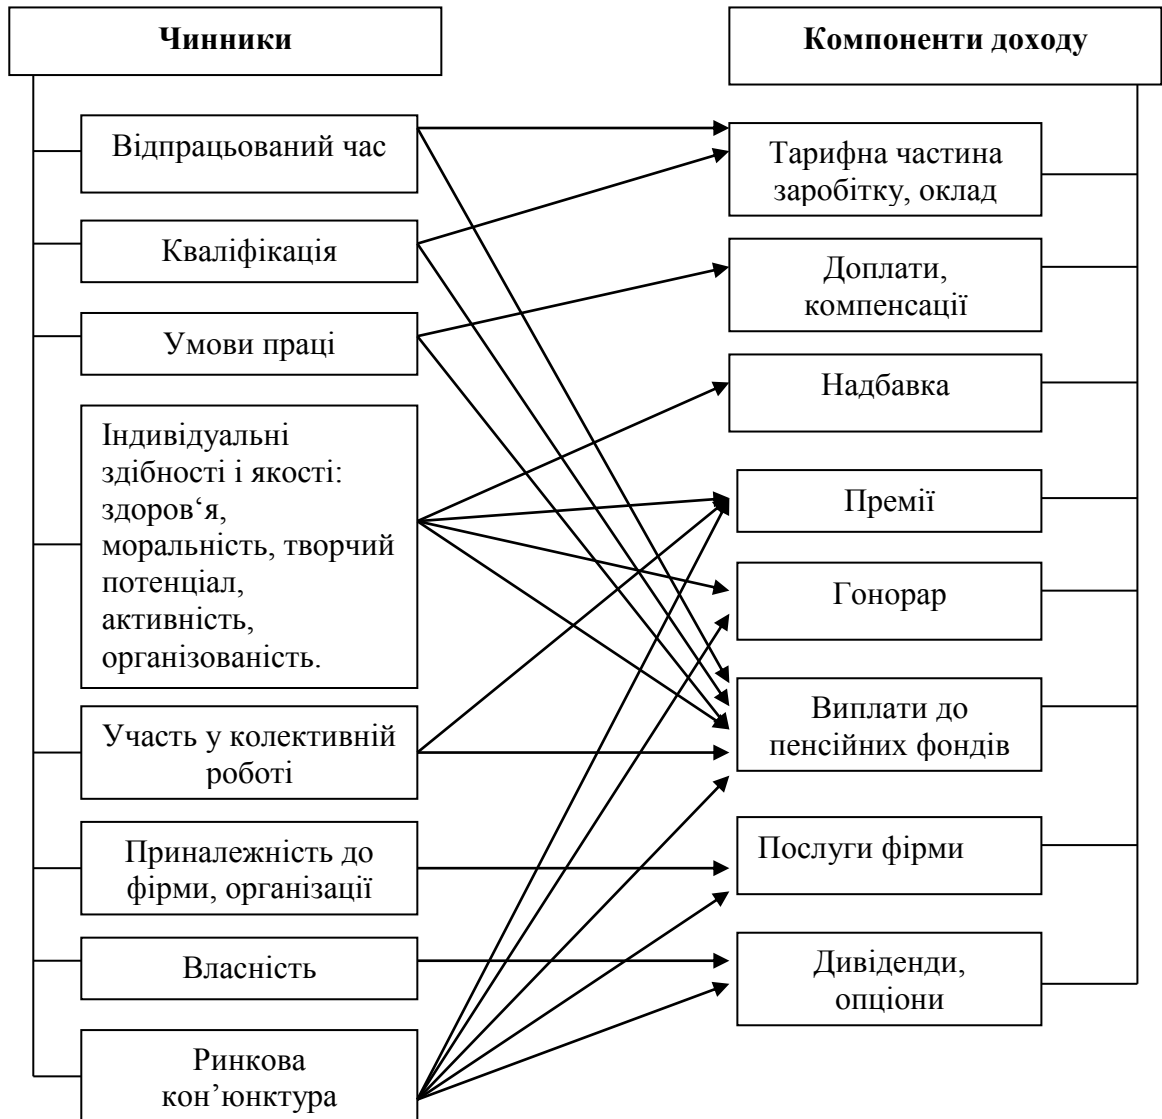 Чинники
Відпрацьований час
Кваліфікація
Умови праці
Індивідуальні
здібності і якості:
здоров‘я,
моральність, творчий
потенціал,
активність,
організованість.
Участь у колективній
роботі
Приналежність до
фірми, організації
Власність
Ринкова
кон’юнктура
Компоненти доходу
Тарифна частина
заробітку, оклад
Доплати,
компенсації
Надбавка
Премії
Гонорар
Виплати до
пенсійних фондів
Послуги фірми
Дивіденди,
опціони